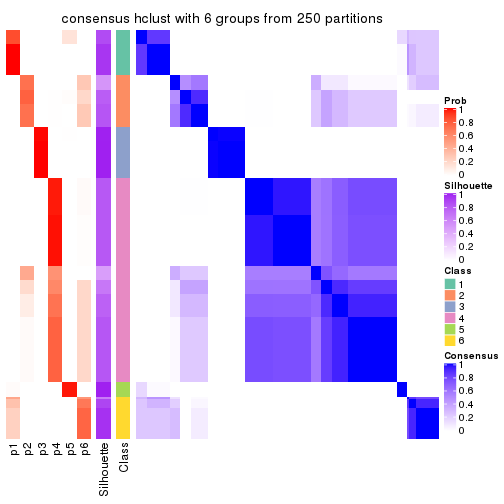 consensus hclust with 6 groups from 250 partitions
Prob
1
0.8
0.6
0.4
0.2
0
Silhouette
1
0.8
0.6
0.4
0.2
0
Class
1
2
3
4
5
6
Consensus
1
0.8
0.6
0.4
0.2
0
p1
p2
p3
p4
p5
p6
Silhouette
Class